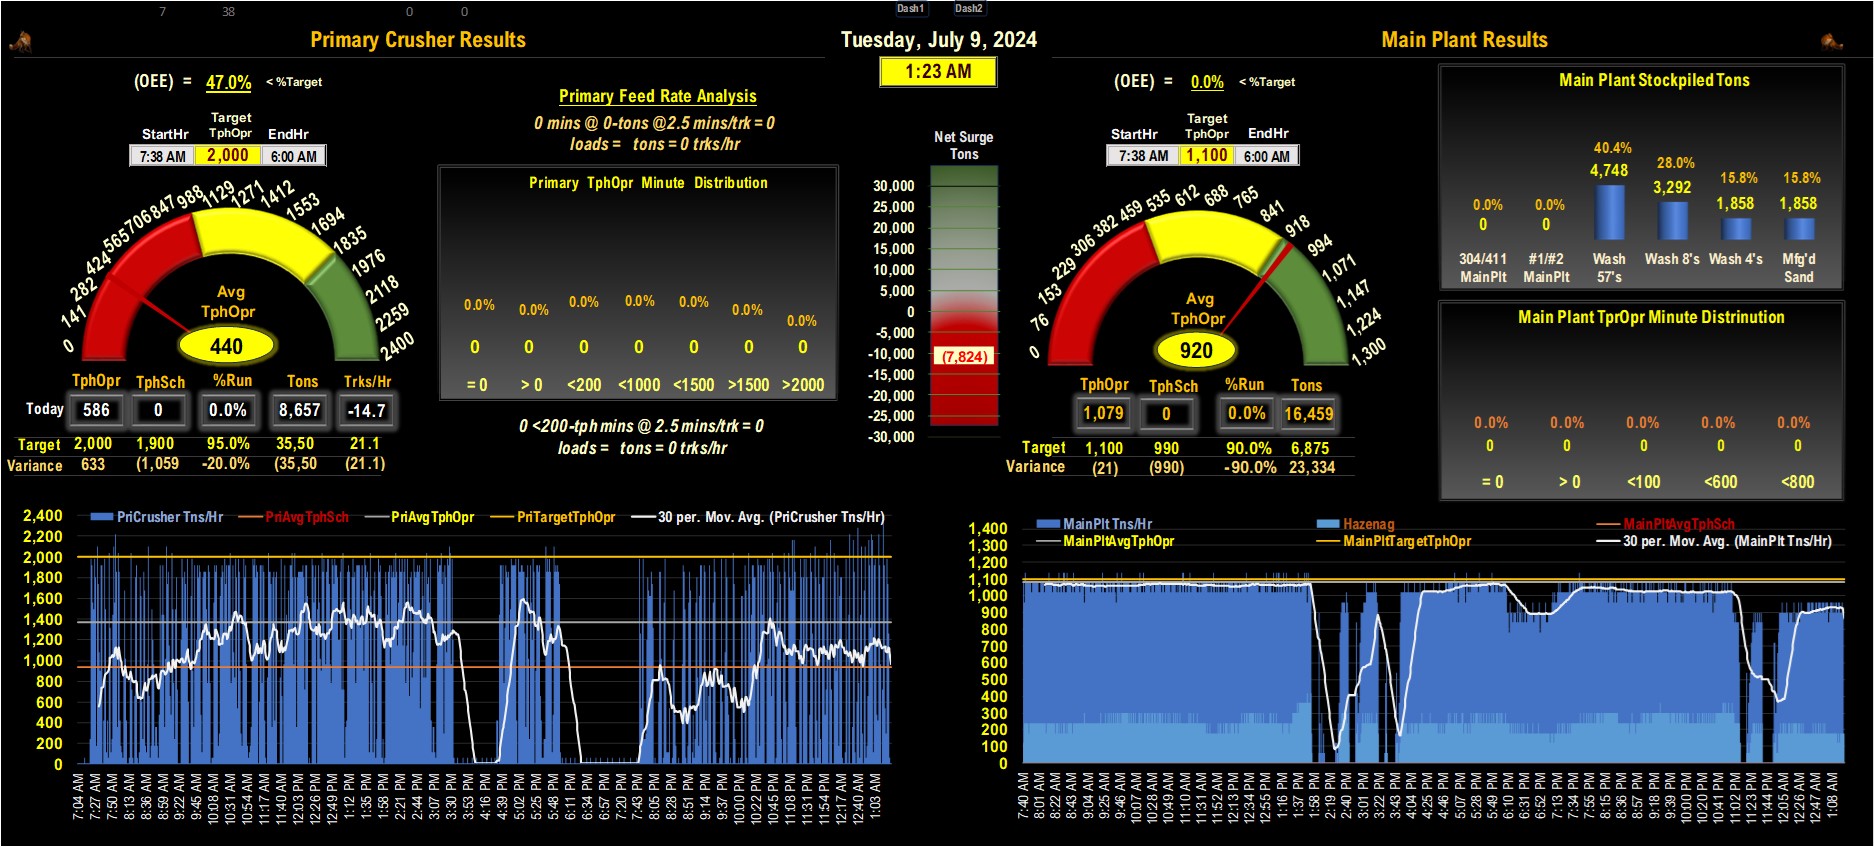 7 38 0 0
Dash1 Dash2
Primary Crusher Results
Tuesday, July 9, 2024
Main Plant Results
1:23 AM
(OEE) = 47.0% < %Target
Target
StartHr TphOpr EndHr
7:38 AM 2,000 6:00 AM
0 141 282 424 565 706 847 988 1129 1271 1412 1553 1694 1835 1976 2118 2259 2400
Avg
TphOpr
440
TphOpr TphSch %Run Tons Trks/Hr
Today 586 0 0.0% 8,657 -14.7
Target 2,000 1,900 95.0% 35,50 21.1
Variance 633 (1,059 -20.0% (35,50 (21.1)
Primary Feed Rate Analysis
0 mins @ 0-tons @2.5 mins/trk = 0
loads = tons = 0 trks/hr
Primary TphOpr Minute Distribution
0.0% 0.0% 0.0% 0.0% 0.0% 0.0% 0.0%
0 0 0 0 0 0 0
= 0 > 0 <200 <1000 <1500 >1500 >2000
0 <200-tph mins @ 2.5 mins/trk = 0
loads = tons = 0 trks/hr
Net Surge
Tons
30,000
25,000
20,000
15,000
10,000
5,000
0
-5,000
-10,000
(7,824)
-15,000
-20,000
-25,000
-30,000
(OEE) = 0.0% < %Target
Target
StartHr TphOpr EndHr
7:38 AM 1,100 6:00 AM
0 76 153 229 306 382 459 535 612 688 765 841 918 994 1,071 1,147 1,224 1,300
Avg
TphOpr
920
TphOpr TphSch %Run Tons
1,079 0 0.0% 16,459
Target 1,100 990 90.0% 6,875
Variance (21) (990) -90.0% 23,334
Main Plant Stockpiled Tons
0.0% 0.0% 40.4% 28.0% 15.8% 15.8%
0 0 4,748 3,292 1,858 1,858
304/411 #1/#2 Wash Wash 8's Wash 4's Mfg'd
MainPlt MainPlt 57's Sand
Main Plant TprOpr Minute Distrinution
0.0% 0.0% 0.0% 0.0% 0.0%
0 0 0 0 0
= 0 > 0 <100 <600 <800
PriCrusher Tns/Hr PriAvgTphSch PriAvgTphOpr PriTargetTphOpr 30 per. Mov. Avg. (PriCrusher Tns/Hr)
2,400
2,200
2,000
1,800
1,600
1,400
1,200
1,000
800
600
400
200
0
7:04 AM 7:27 AM 7:50 AM 8:13 AM 8:36 AM 8:59 AM 9:22 AM 9:45 AM 10:08 AM 10:31 AM 10:54 AM 11:17 AM 11:40 AM 12:03 PM 12:26 PM 12:49 PM 1:12 PM 1:35 PM 1:58 PM 2:21 PM 2:44 PM 3:07 PM 3:30 PM 3:53 PM 4:16 PM 4:39 PM 5:02 PM 5:25 PM 5:48 PM 6:11 PM 6:34 PM 6:57 PM 7:20 PM 7:43 PM 8:05 PM 8:28 PM 8:51 PM 9:14 PM 9:37 PM 10:00 PM 10:22 PM 10:45 PM 11:08 PM 11:31 PM 11:54 PM 12:17 AM 12:40 AM 1:03 AM
MainPlt Tns/Hr Hazenag MainPltAvgTphSch
MainPltAvgTphOpr MainPltTargetTphOpr 30 per. Mov. Avg. (MainPlt Tns/Hr)
1,400
1,300
1,200
1,100
1,000
900
800
700
600
500
400
300
200
100
0
7:40 AM 8:01 AM 8:22 AM 8:43 AM 9:04 AM 9:25 AM 9:46 AM 10:07 AM 10:28 AM 10:49 AM 11:10 AM 11:31 AM 11:52 AM 12:13 PM 12:34 PM 12:55 PM 1:16 PM 1:37 PM 1:58 PM 2:19 PM 2:40 PM 3:01 PM 3:22 PM 3:43 PM 4:04 PM 4:25 PM 4:46 PM 5:07 PM 5:28 PM 5:49 PM 6:10 PM 6:31 PM 6:52 PM 7:13 PM 7:34 PM 7:55 PM 8:15 PM 8:36 PM 8:57 PM 9:18 PM 9:39 PM 10:00 PM 10:20 PM 10:41 PM 11:02 PM 11:23 PM 11:44 PM 12:05 AM 12:26 AM 12:47 AM 1:08 AM